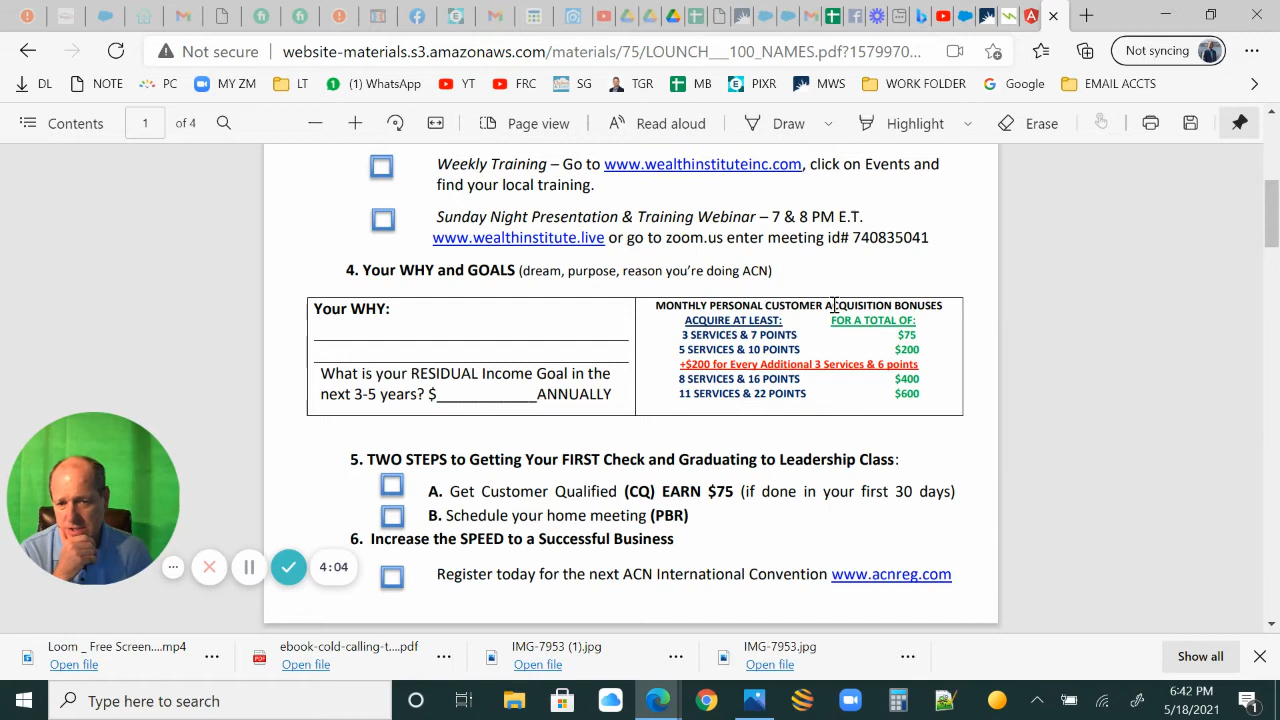 Not secure
website-materials.s3.amazonaws.com/materials/75/LOUNCH___100_NAMES.pdf?1579970...
Not syncing
DL
NOTE
PC
MY ZM
LT
(1) WhatsApp
YT
FRC
SG
TGR
MB
PIXR
MWS
WORK FOLDER
Google
EMAIL ACCTS
Contents
1
of 4
Page view
Read aloud
Draw
Highlight
Erase
Weekly Training – Go to www.wealthinstituteinc.com, click on Events and
find your local training.
Sunday Night Presentation & Training Webinar – 7 & 8 PM E.T.
www.wealthinstitute.live or go to zoom.us enter meeting id# 740835041
4. Your WHY and GOALS (dream, purpose, reason you're doing ACN)
Your WHY:
What is your RESIDUAL Income Goal in the
next 3-5 years? $____________ANNUALLY
MONTHLY PERSONAL CUSTOMER ACQUISITION BONUSES
ACQUIRE AT LEAST: FOR A TOTAL OF:
3 SERVICES & 7 POINTS $75
5 SERVICES & 10 POINTS $200
+$200 for Every Additional 3 Services & 6 points
8 SERVICES & 16 POINTS $400
11 SERVICES & 22 POINTS $600
5. TWO STEPS to Getting Your FIRST Check and Graduating to Leadership Class:
A. Get Customer Qualified (CQ) EARN $75 (if done in your first 30 days)
B. Schedule your home meeting (PBR)
6. Increase the SPEED to a Successful Business
4:04
Register today for the next ACN International Convention www.acnreg.com
Loom _ Free Screen....mp4
Open file
ebook-cold-calling-t....pdf
Open file
IMG-7953 (1).jpg
Open file
IMG-7953.jpg
Open file
Show all
Type here to search
6:42 PM
5/18/2021
1